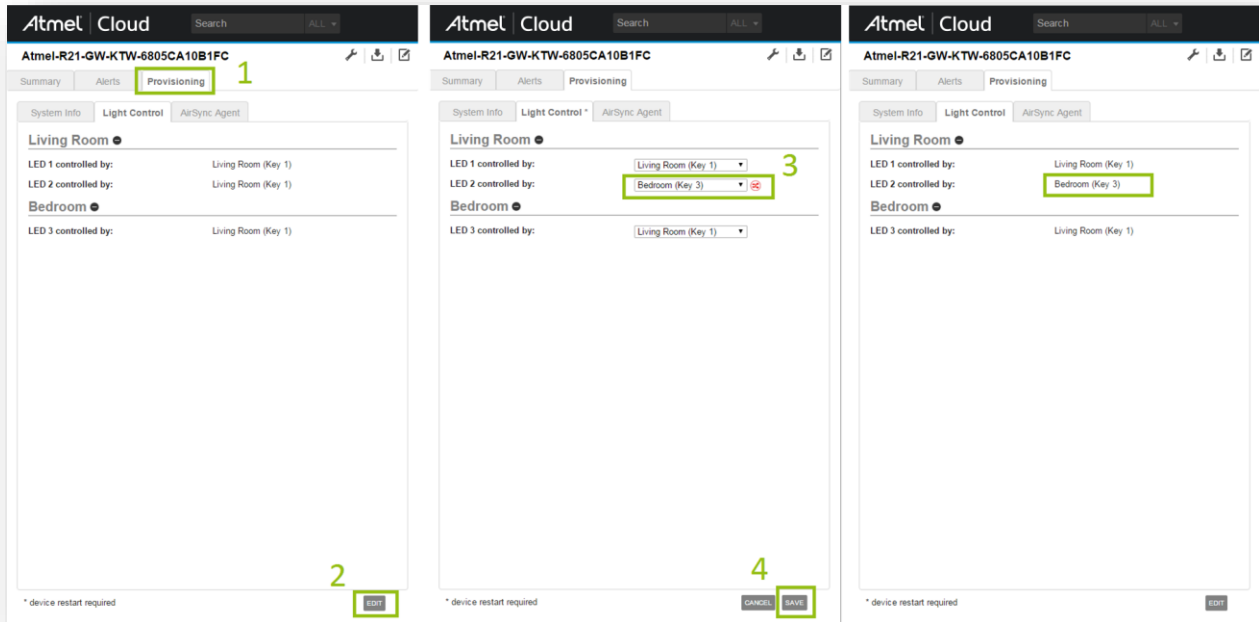 Atmel Cloud
Search
ALL
Atmel-R21-GW-KTW-6805CA10B1FC
Summary
Alerts
Provisioning
1
System Info
Light Control
AirSync Agent
Living Room
LED 1 controlled by: Living Room (Key 1)
LED 2 controlled by: Living Room (Key 1)
Bedroom
LED 3 controlled by: Living Room (Key 1)
2
* device restart required
EDIT
Atmel Cloud
Search
ALL
Atmel-R21-GW-KTW-6805CA10B1FC
Summary
Alerts
Provisioning
System Info
Light Control *
AirSync Agent
Living Room
LED 1 controlled by: Living Room (Key 1)
3
LED 2 controlled by: Bedroom (Key 3)
Bedroom
LED 3 controlled by: Living Room (Key 1)
4
* device restart required
CANCEL
SAVE
Atmel Cloud
Search
ALL
Atmel-R21-GW-KTW-6805CA10B1FC
Summary
Alerts
Provisioning
System Info
Light Control
AirSync Agent
Living Room
LED 1 controlled by: Living Room (Key 1)
LED 2 controlled by: Bedroom (Key 3)
Bedroom
LED 3 controlled by: Living Room (Key 1)
* device restart required
EDIT